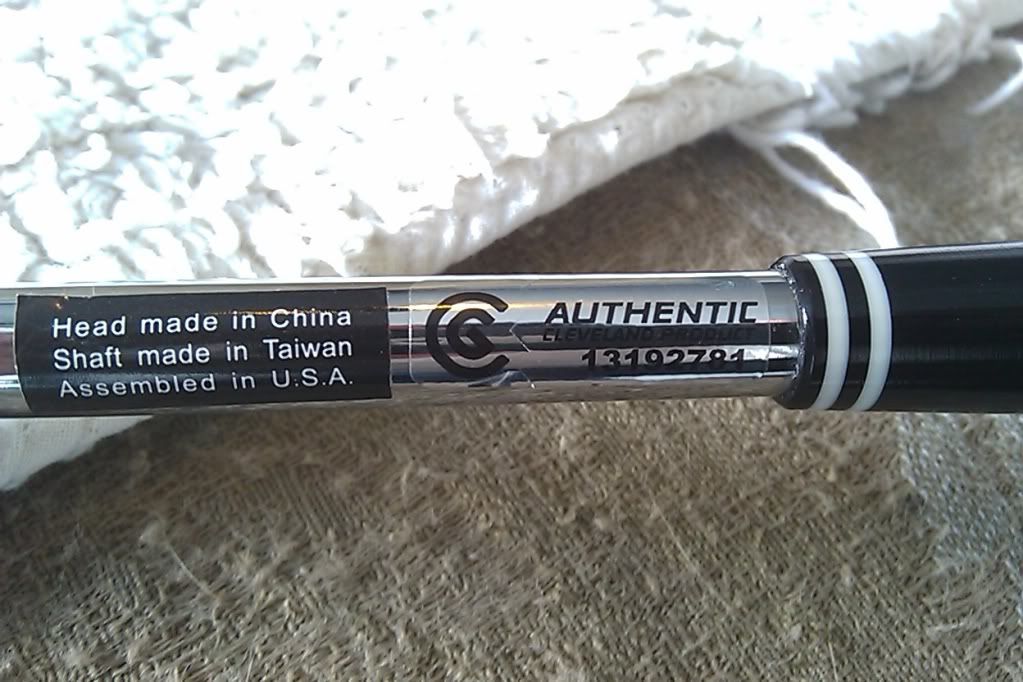 Head made in China
Shaft made in Taiwan
Assembled in U.S.A.
AUTHENTIC
CLEVELAND PRODUCT
13192781